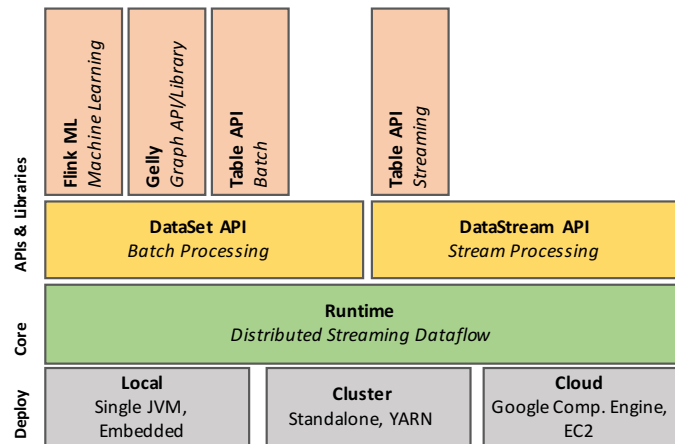 Flink ML
Machine Learning
Gelly
Graph API/Library
Table API
Batch
Table API
Streaming
APIs & Libraries
DataSet API
Batch Processing
DataStream API
Stream Processing
Core
Runtime
Distributed Streaming Dataflow
Deploy
Local
Single JVM,
Embedded
Cluster
Standalone, YARN
Cloud
Google Comp. Engine,
EC2